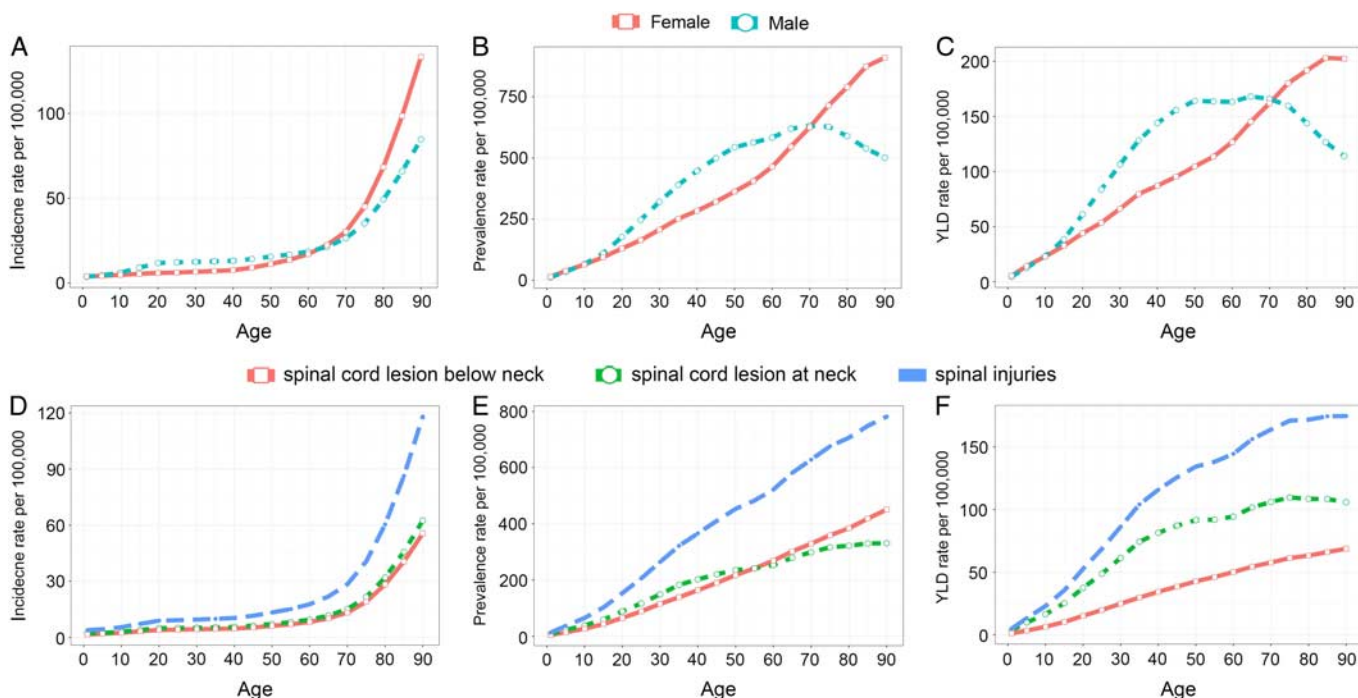 Female Male
A
Incidecne rate per 100,000
100
50
0
0 10 20 30 40 50 60 70 80 90
Age
B
Prevalence rate per 100,000
750
500
250
0
0 10 20 30 40 50 60 70 80 90
Age
C
YLD rate per 100,000
200
150
100
50
0
0 10 20 30 40 50 60 70 80 90
Age
spinal cord lesion below neck spinal cord lesion at neck spinal injuries
D
Incidecne rate per 100,000
120
90
60
30
0
0 10 20 30 40 50 60 70 80 90
Age
E
Prevalence rate per 100,000
800
600
400
200
0
0 10 20 30 40 50 60 70 80 90
Age
F
YLD rate per 100,000
150
100
50
0
0 10 20 30 40 50 60 70 80 90
Age